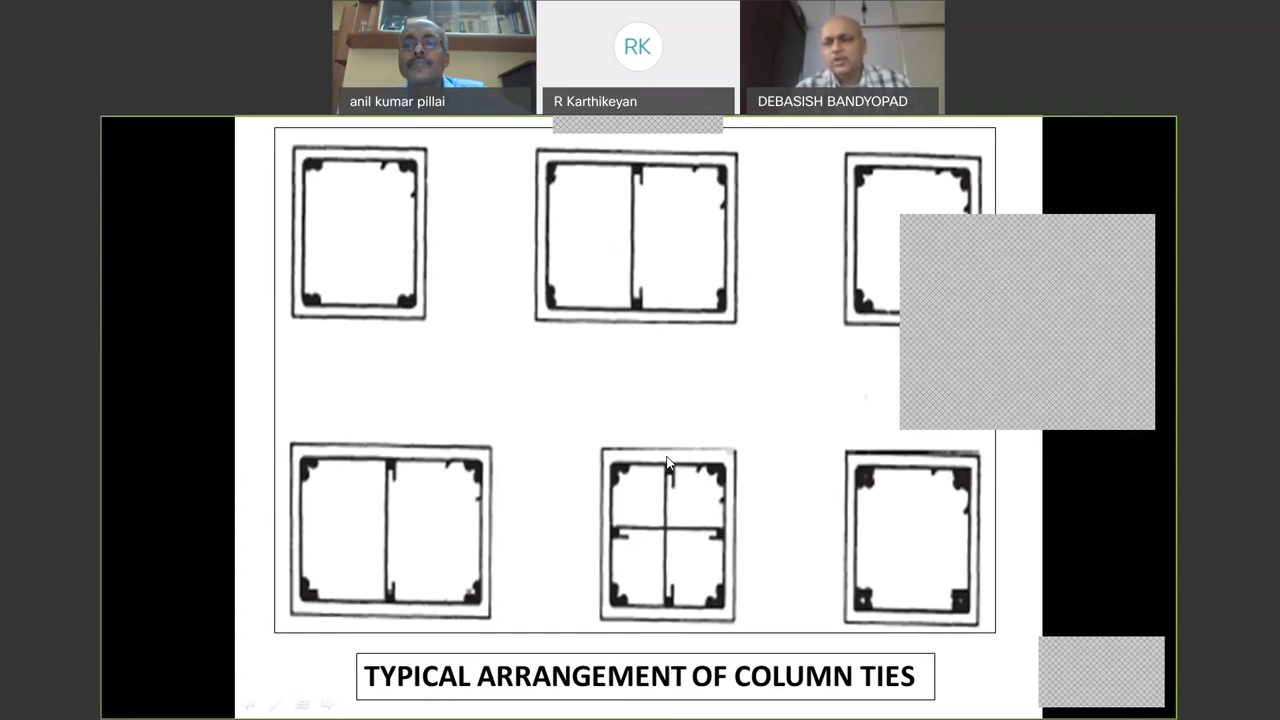 RK
anil kumar pillai
R Karthikeyan
DEBASISH BANDYOPAD
TYPICAL ARRANGEMENT OF COLUMN TIES